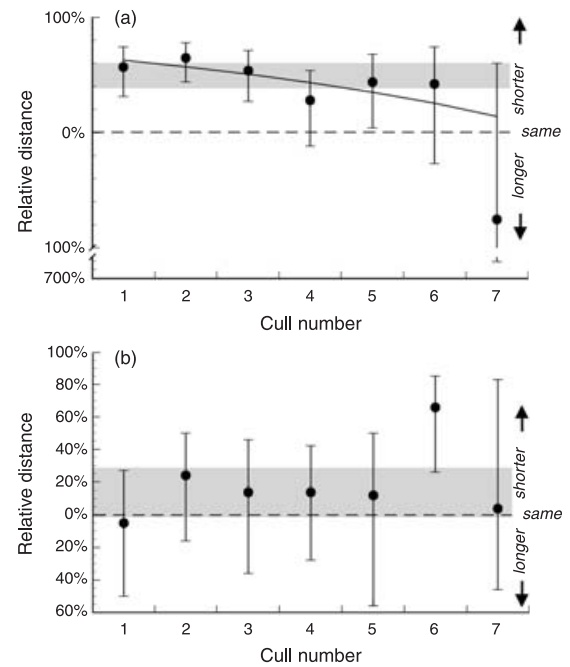 (a)
100%
0%
100%
700%
Relative distance
shorter
same
longer
1 2 3 4 5 6 7
Cull number
(b)
100%
80%
60%
40%
20%
0%
20%
40%
60%
Relative distance
shorter
same
longer
1 2 3 4 5 6 7
Cull number